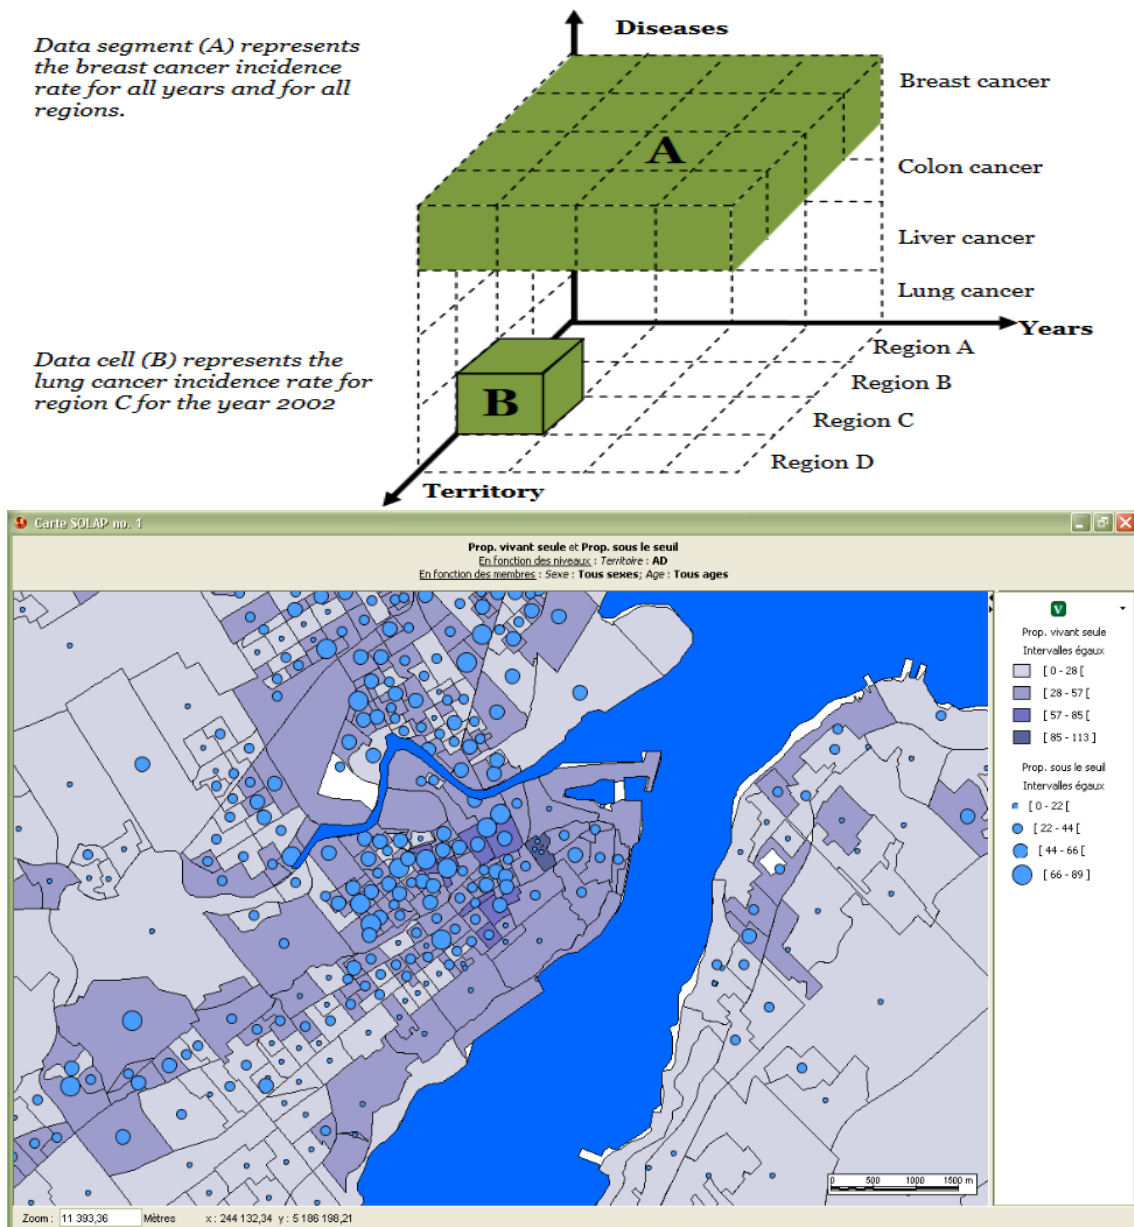 Diseases
Data segment (A) represents
the breast cancer incidence
rate for all years and for all
regions.
Breast cancer
A
Colon cancer
Liver cancer
Lung cancer
Years
Region A
Data cell (B) represents the
lung cancer incidence rate for
region C for the year 2002
Region B
B
Region C
Region D
Territory
Carte SOLAP no. 1
Prop. vivant seule et Prop. sous le seuil
En fonction des niveaux : Territoire : AD
En fonction des membres : Sexe : Tous sexes; Age : Tous ages
V
Prop. vivant seule
Intervalles égaux
[ 0 - 28 [
[ 28 - 57 [
[ 57 - 85 [
[ 85 - 113 ]
Prop. sous le seuil
Intervalles égaux
[ 0 - 22 [
[ 22 - 44 [
[ 44 - 66 [
[ 66 - 89 ]
0 500 1000 1500 m
Zoom : 11 393,36 Mètres x : 244 132,34 y : 5 186 198,21